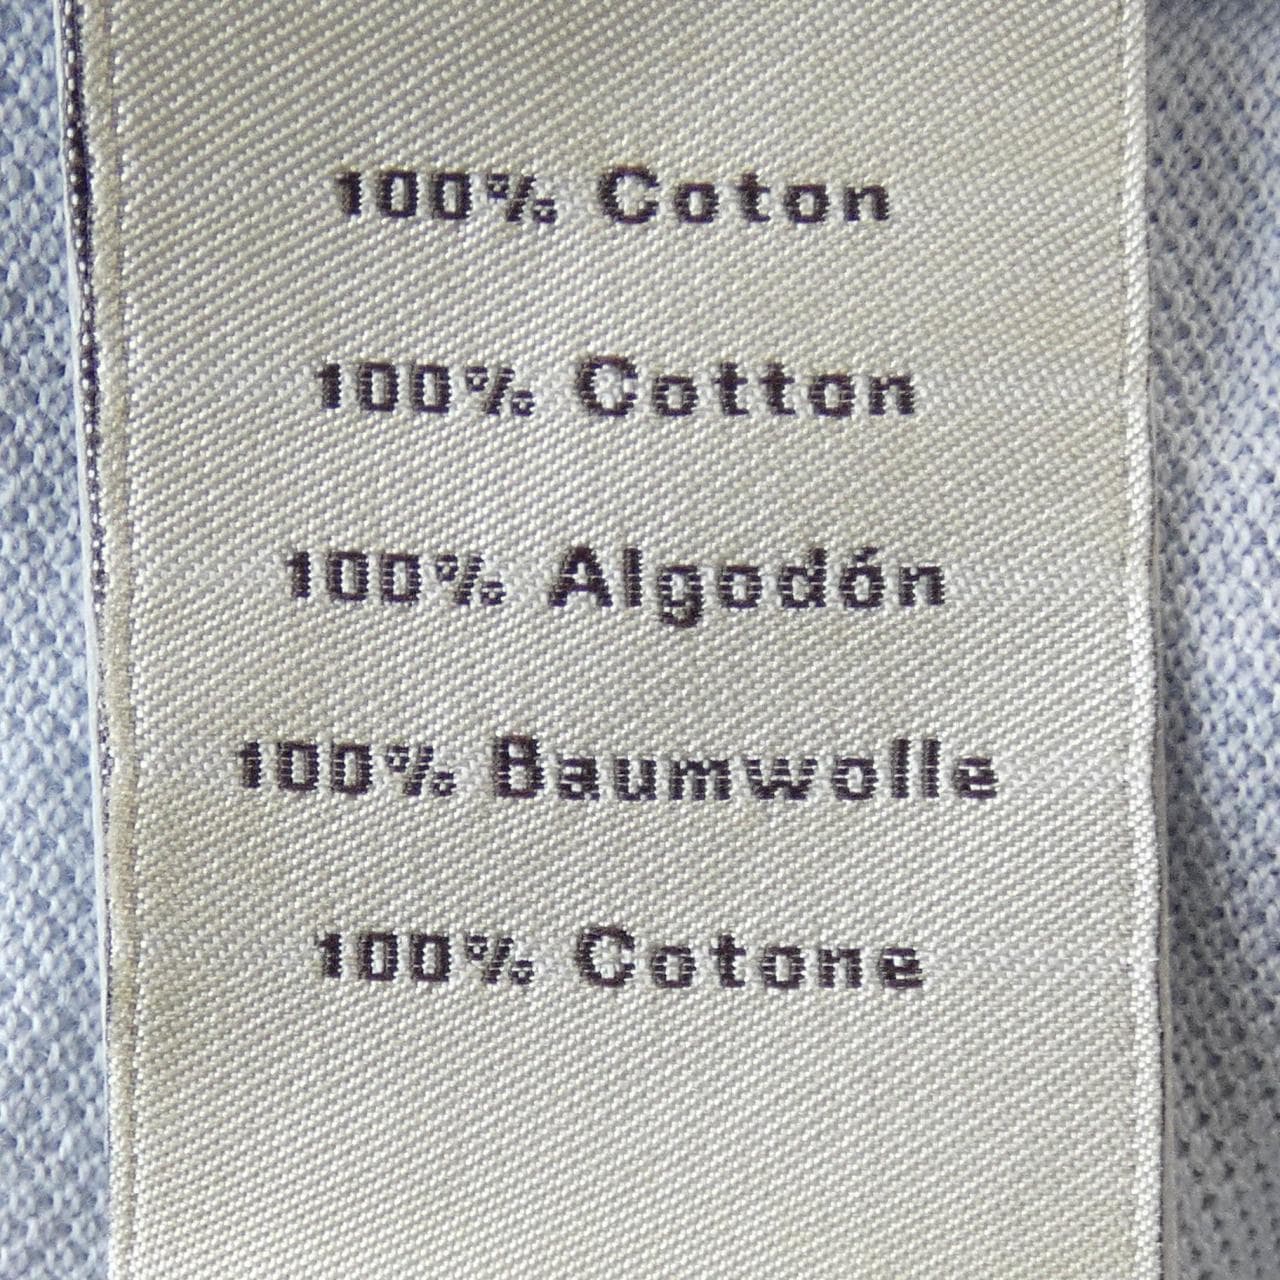 100% Coton
100% Cotton
100% Algodón
100% Baumwolle
100% Cotone